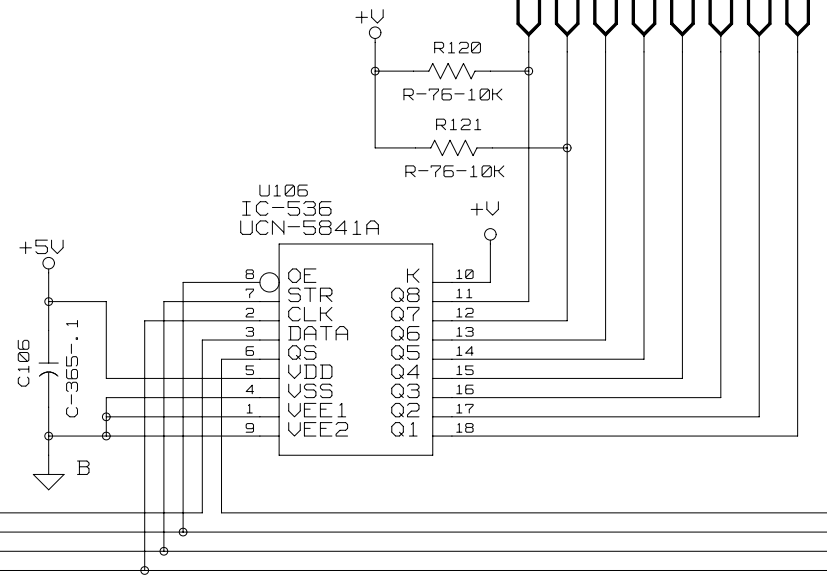 +V
R120
R-76-10K
R121
R-76-10K
U106
IC-536
UCN-5841A
+V
+5V
8 OE K 10
7 STR Q8 11
2 CLK Q7 12
3 DATA Q6 13
6 QS Q5 14
5 VDD Q4 15
4 VSS Q3 16
1 VEE1 Q2 17
9 VEE2 Q1 18
C106
C-365-.1
B